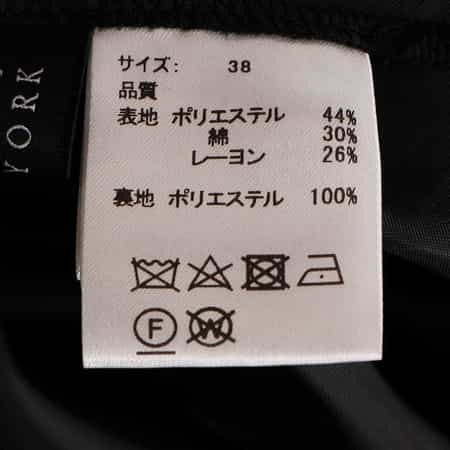 YORK
サイズ: 38
品質
表地 ポリエステル 44%
綿 30%
レーヨン 26%
裏地 ポリエステル 100%
F
W